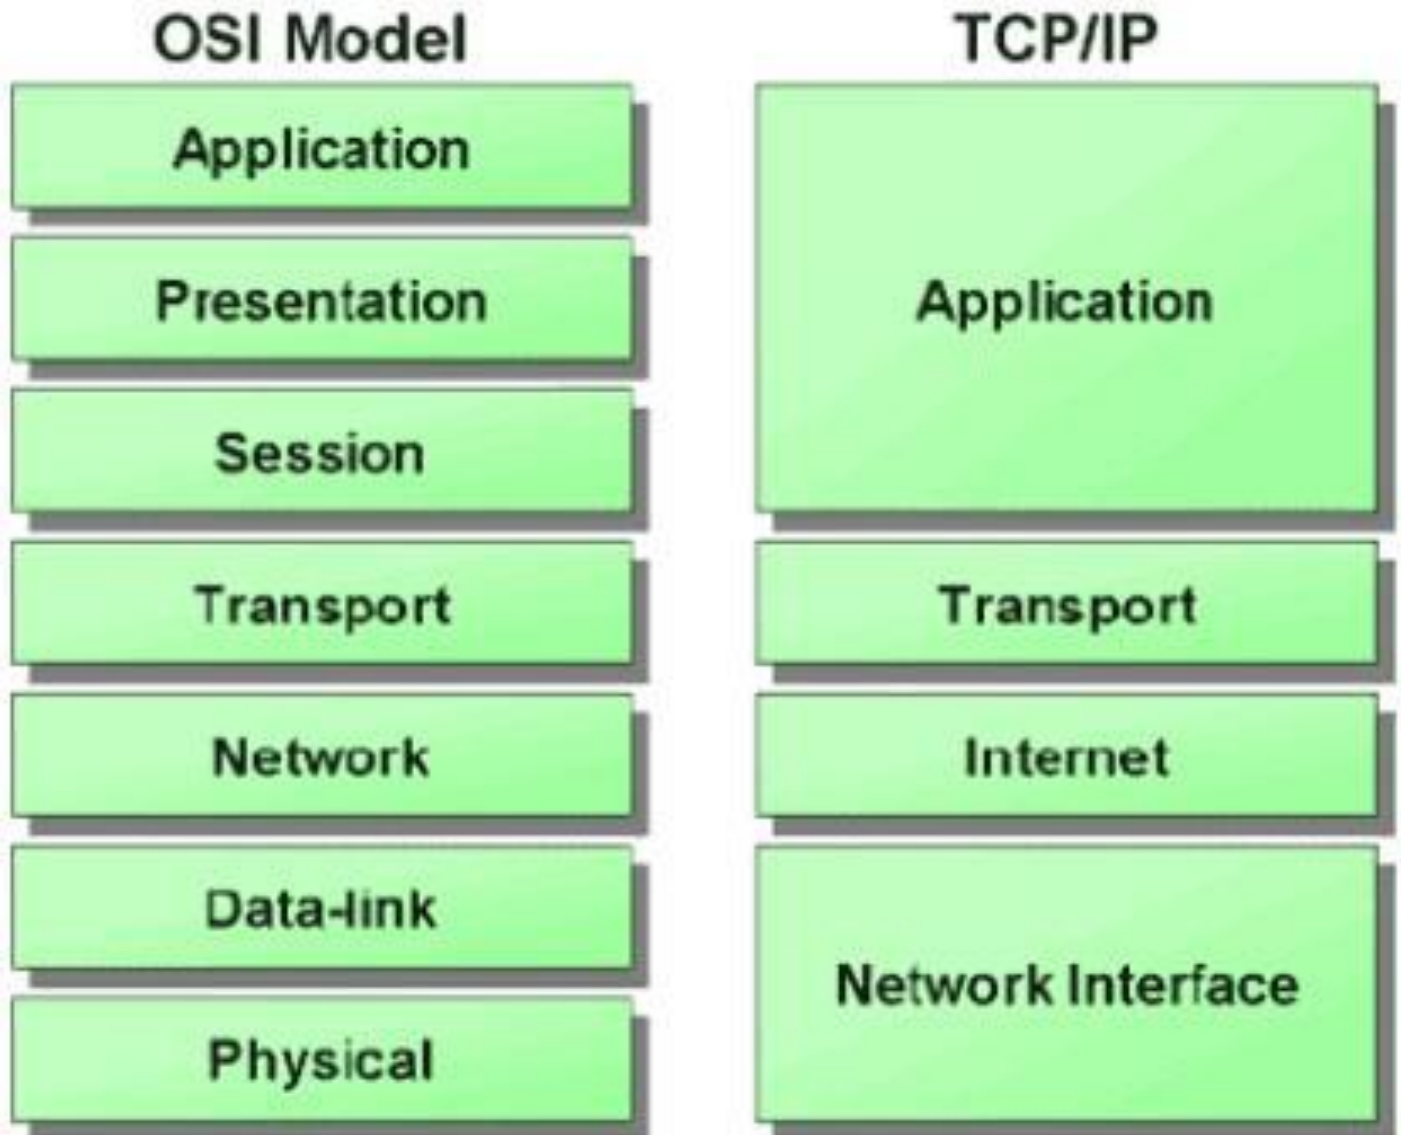 OSI Model
Application
Presentation
Session
Transport
Network
Data-link
Physical
TCP/IP
Application
Transport
Internet
Network Interface